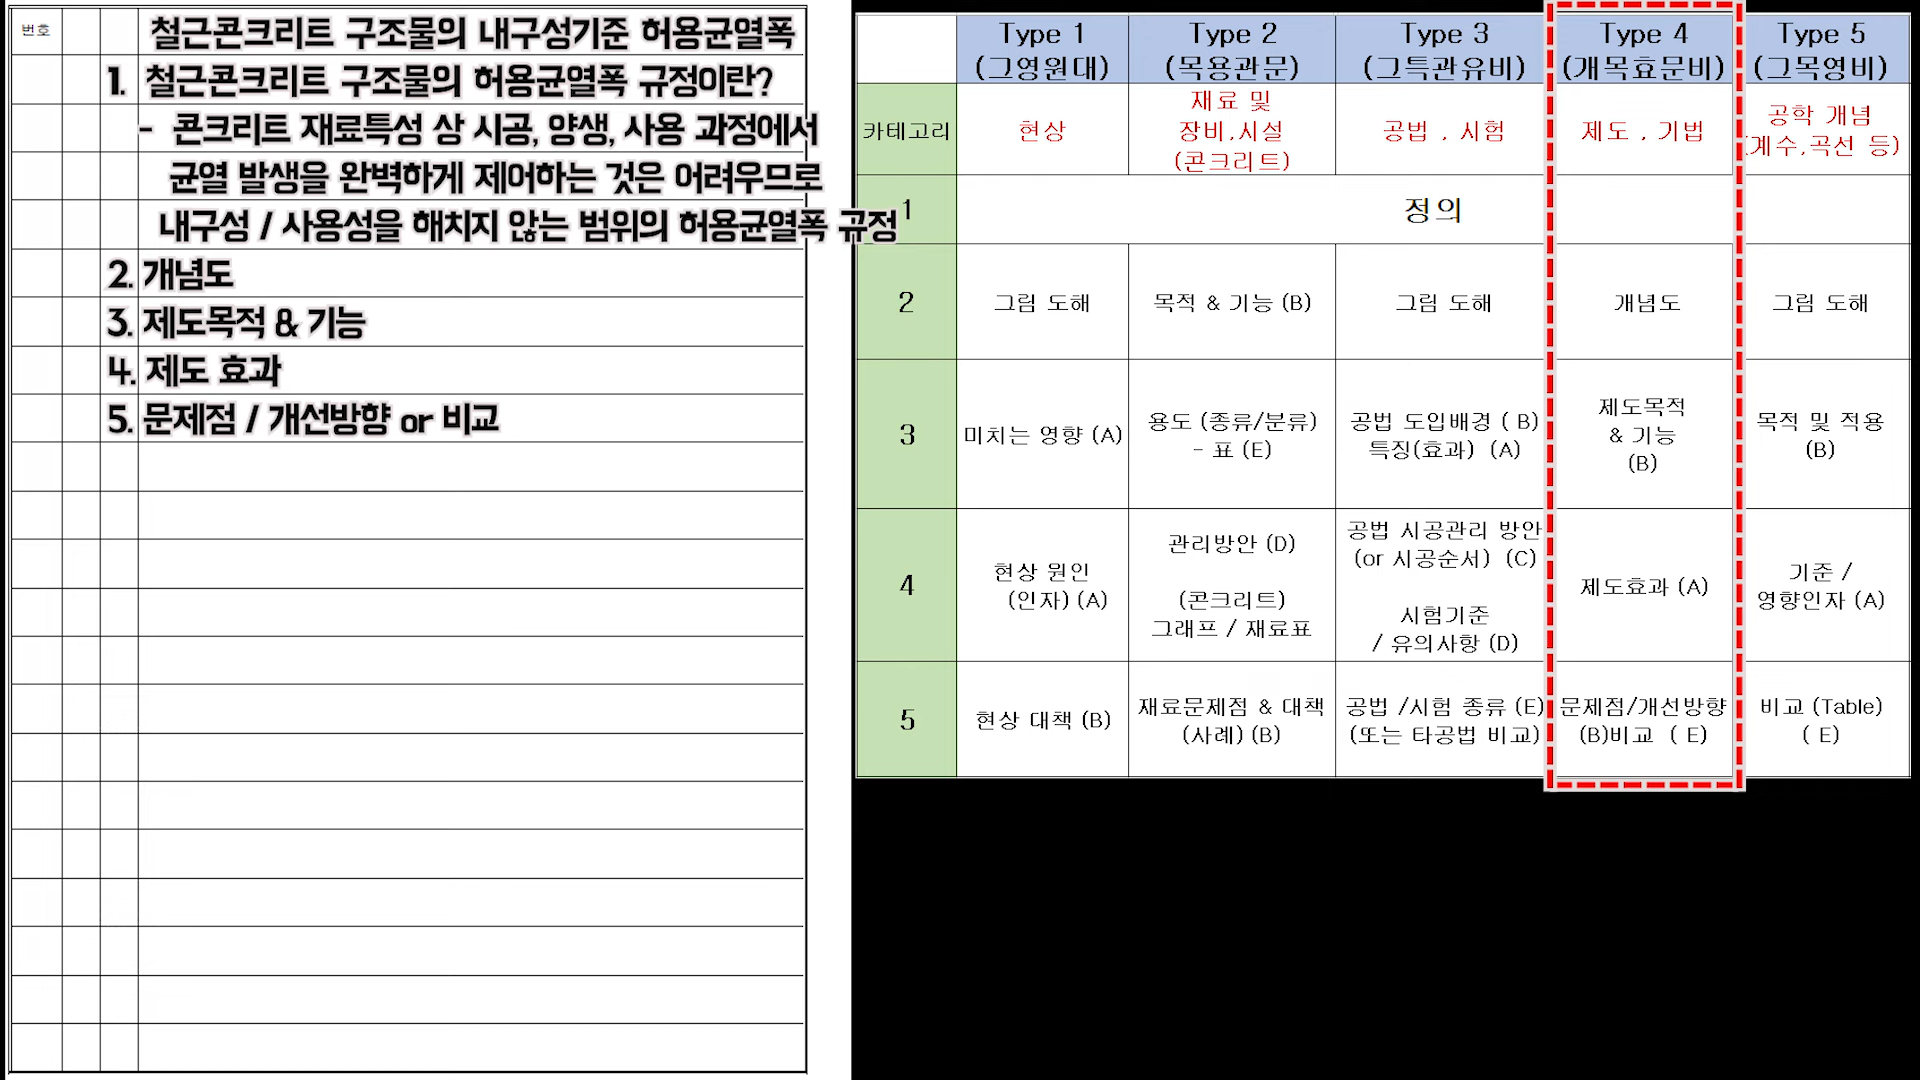 번호
철근콘크리트 구조물의 내구성기준 허용균열폭
1. 철근콘크리트 구조물의 허용균열폭 규정이란?
- 콘크리트 재료특성 상 시공, 양생, 사용 과정에서
균열 발생을 완벽하게 제어하는 것은 어려우므로
내구성 / 사용성을 해치지 않는 범위의 허용균열폭 규정
2. 개념도
3. 제도목적 & 기능
4. 제도 효과
5. 문제점 / 개선방향 or 비교
Type 1
(그영원대)
Type 2
(목용관문)
Type 3
(그특관유비)
Type 4
(개목효문비)
Type 5
(그목영비)
카테고리
현상
재료 및
장비,시설
(콘크리트)
공법 , 시험
제도 , 기법
공학 개념
(계수,곡선 등)
1
정의
2
그림 도해
목적 & 기능 (B)
그림 도해
개념도
그림 도해
3
미치는 영향 (A)
용도 (종류/분류)
- 표 (E)
공법 도입배경 ( B)
특징(효과) (A)
제도목적
& 기능
(B)
목적 및 적용
(B)
4
현상 원인
(인자) (A)
관리방안 (D)
(콘크리트)
그래프 / 재료표
공법 시공관리 방안
(or 시공순서) (C)
시험기준
/ 유의사항 (D)
제도효과 (A)
기준 /
영향인자 (A)
5
현상 대책 (B)
재료문제점 & 대책
(사례) (B)
공법 /시험 종류 (E)
(또는 타공법 비교)
문제점/개선방향
(B)비교 ( E)
비교 (Table)
( E)